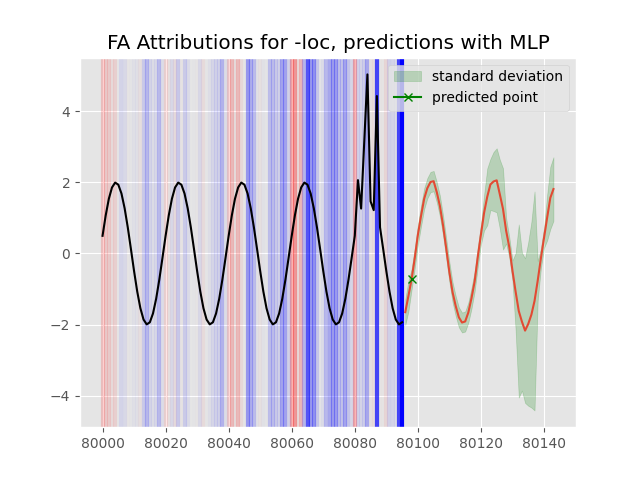 FA Attributions for -loc, predictions with MLP
standard deviation
predicted point
4
2
0
−2
−4
80000 80020 80040 80060 80080 80100 80120 80140